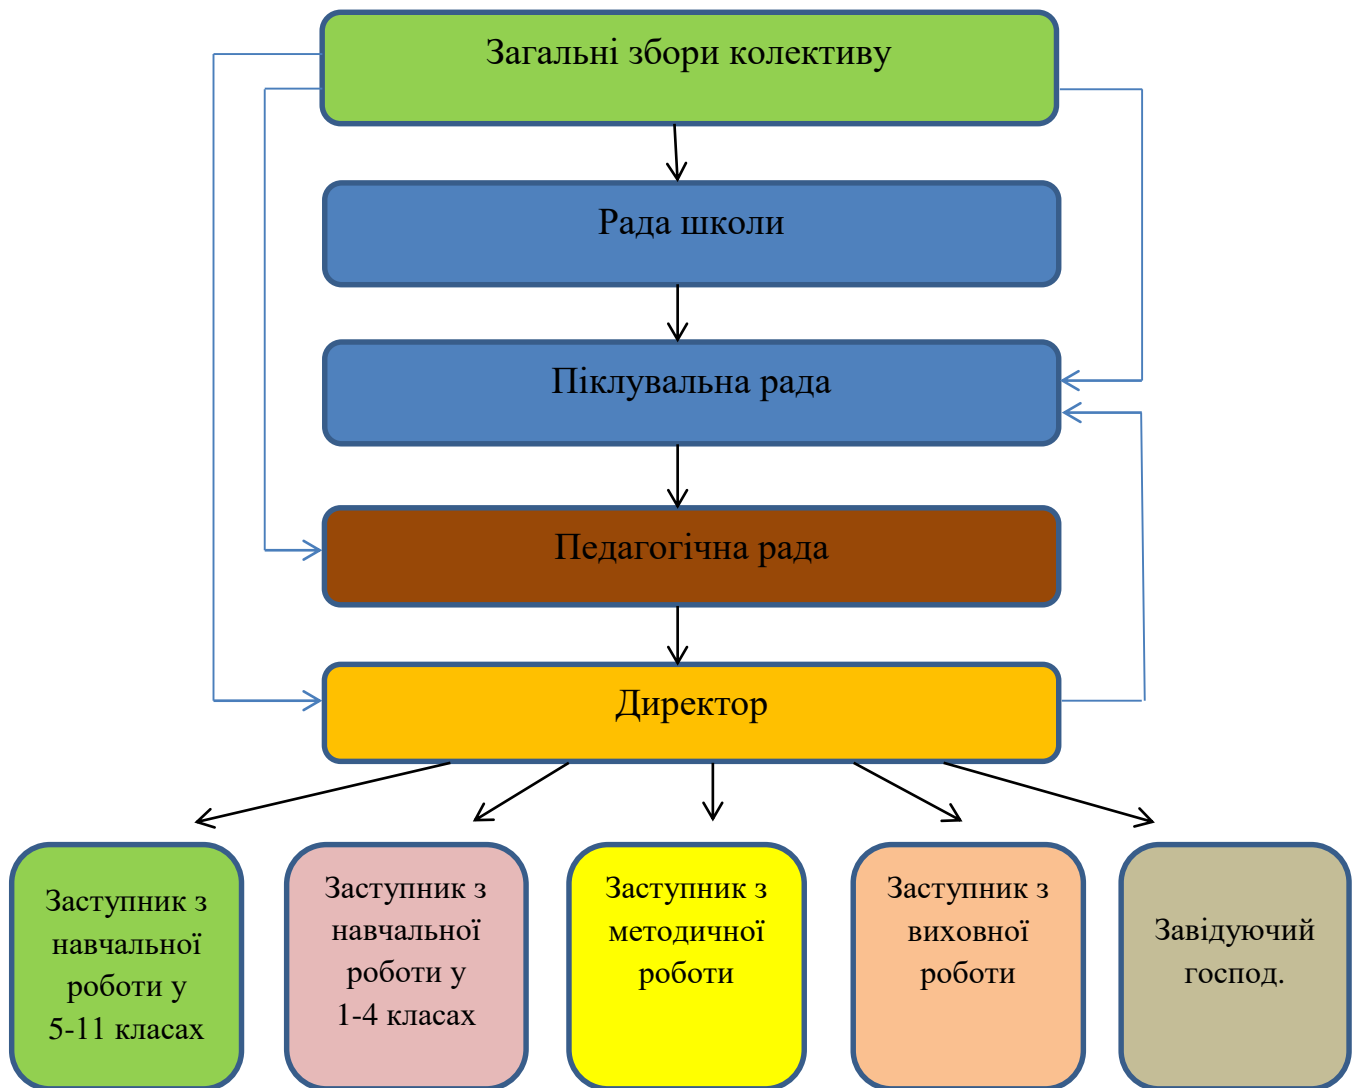 Загальні збори колективу
Рада школи
Піклувальна рада
Педагогічна рада
Директор
Заступник з
навчальної
роботи у
5-11 класах
Заступник з
навчальної
роботи у
1-4 класах
Заступник з
методичної
роботи
Заступник з
виховної
роботи
Завідуючий
господ.